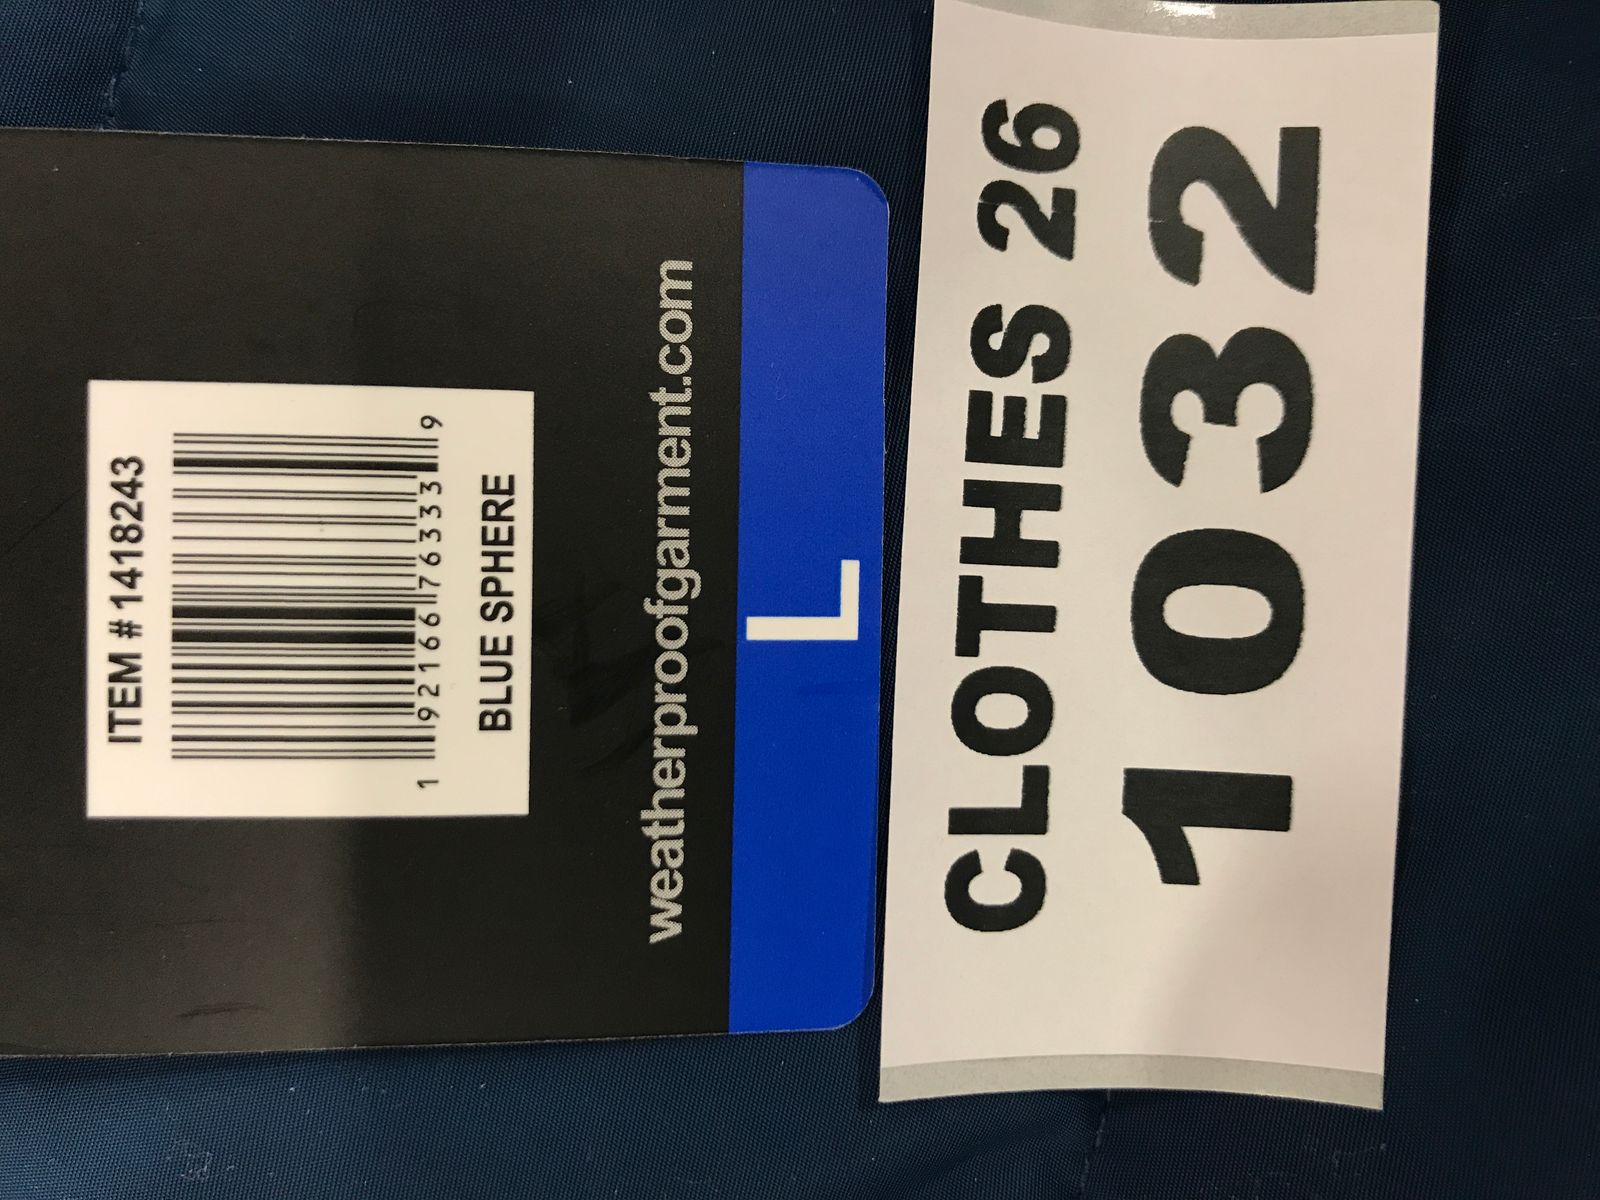 ITEM # 1418243
1 92166 76333 9
BLUE SPHERE
weatherproofgarment.com
L
CLOTHES 26
1032